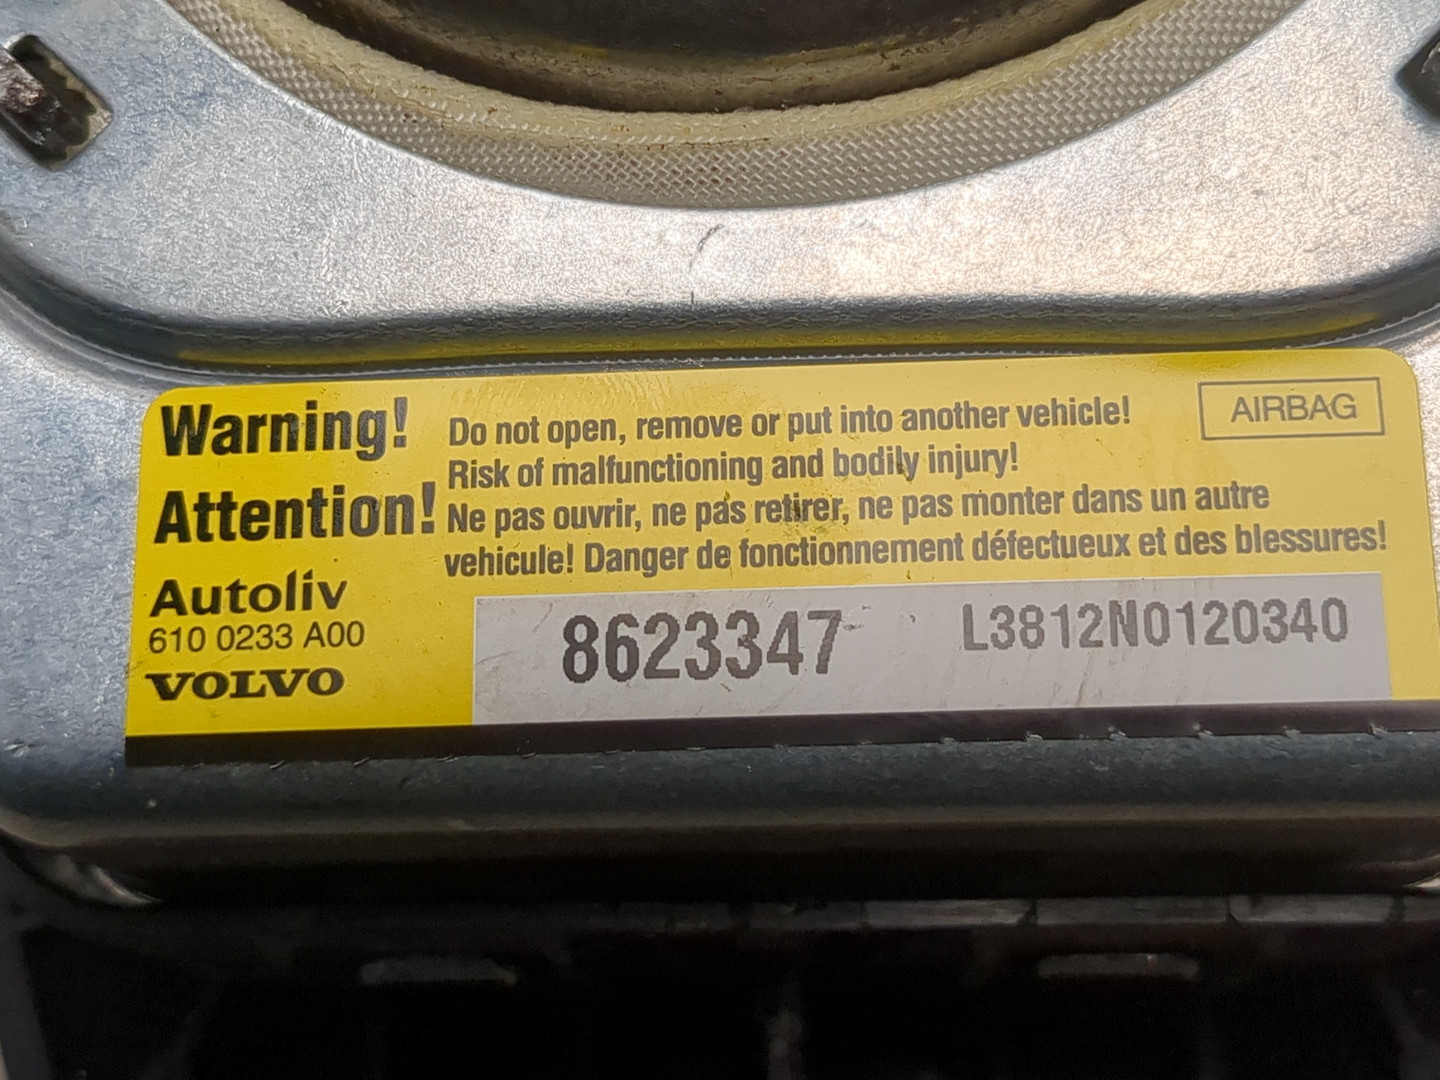 Warning!
Do not open, remove or put into another vehicle!
Risk of malfunctioning and bodily injury!
AIRBAG
Attention!
Ne pas ouvrir, ne pas retirer, ne pas monter dans un autre
vehicule! Danger de fonctionnement défectueux et des blessures!
Autoliv
610 0233 A00
VOLVO
8623347
L3812N0120340